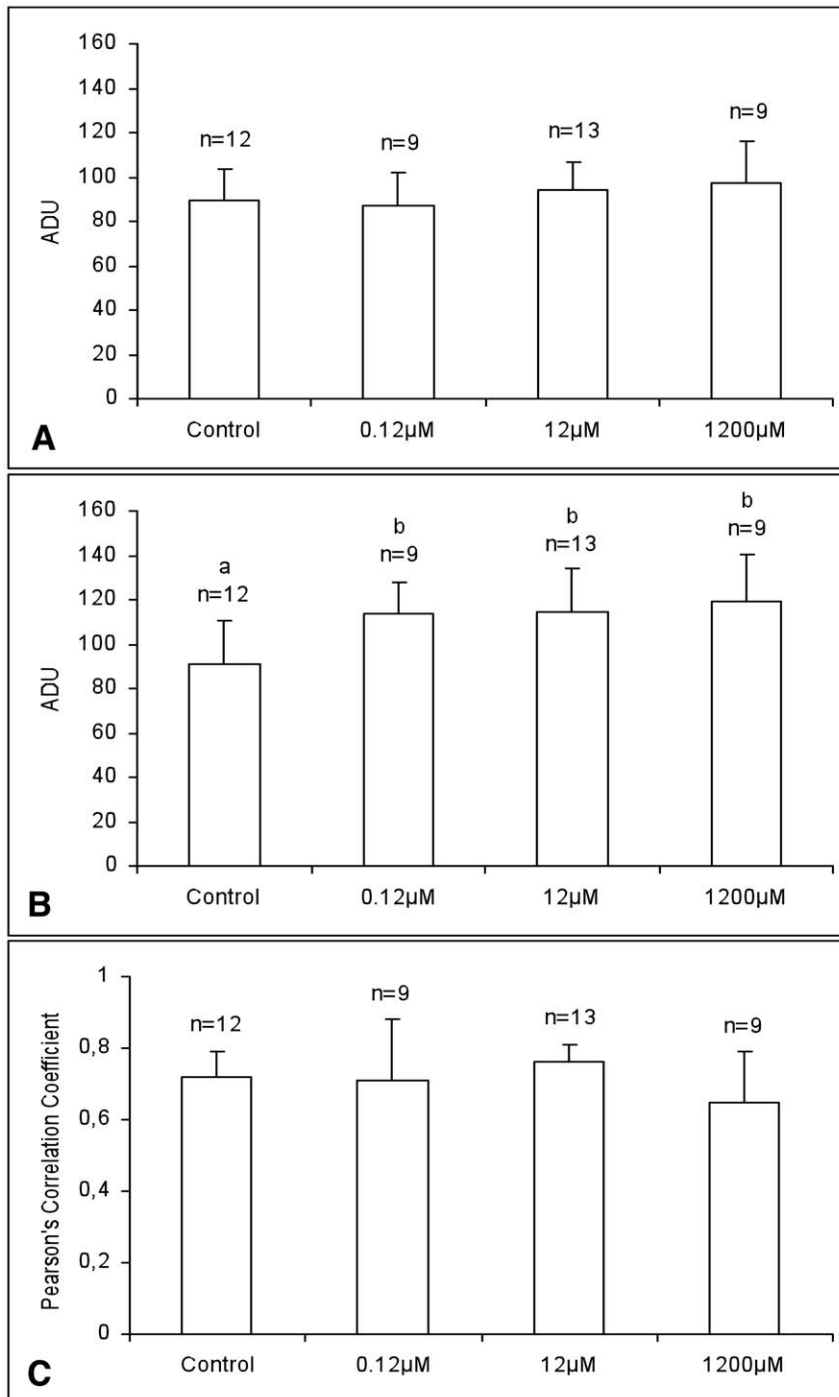 160
140
120
100
80
60
40
20
0
ADU
n=12
n=9
n=13
n=9
Control
0.12µM
12µM
1200µM
A
160
140
120
100
80
60
40
20
0
ADU
a
n=12
b
n=9
b
n=13
b
n=9
Control
0.12µM
12µM
1200µM
B
1
0,8
0,6
0,4
0,2
0
Pearson's Correlation Coefficient
n=12
n=9
n=13
n=9
Control
0.12µM
12µM
1200µM
C